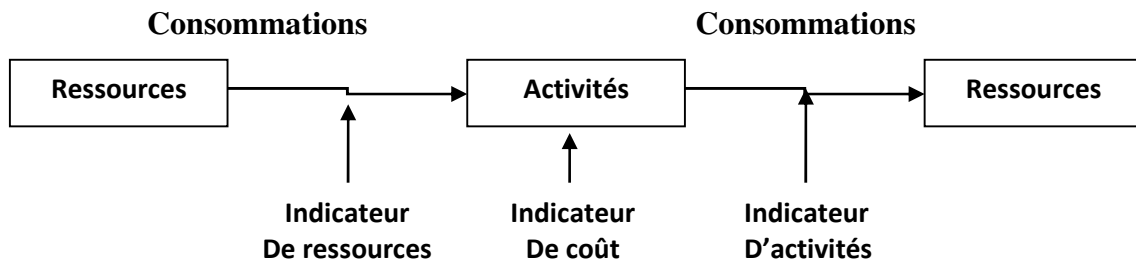 Consommations Consommations
Ressources Activités Ressources
Indicateur Indicateur Indicateur
De ressources De coût D'activités